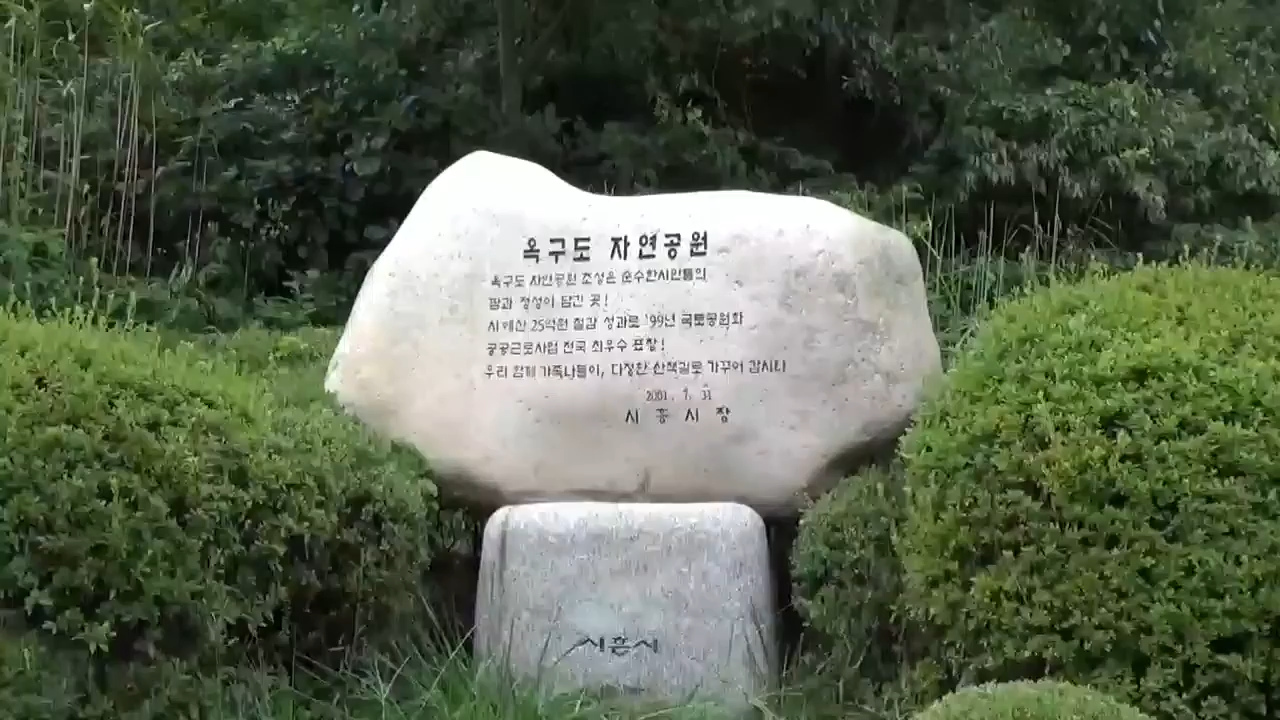 옥구도 자연공원
옥구도 자연공원 조성은 순수한시민들의
땀과 정성이 담긴 곳!
시예산 25억원 절감 성과로 '99년 국토공원화
공공근로사업 전국 최우수 표창!
우리 함께 가족나들이, 다정한 산책길로 가꾸어 갑시다
2001. 7. 31
시 흥 시 장
시흥시